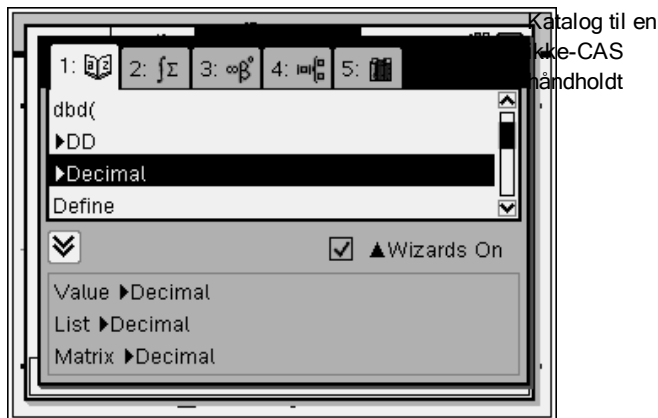 Katalog til en
ikke-CAS
håndholdt
1: 2: ∫Σ 3: ∞β° 4: 5:
dbd(
▶DD
▶Decimal
Define
☑ ▲Wizards On
Value ▶Decimal
List ▶Decimal
Matrix ▶Decimal